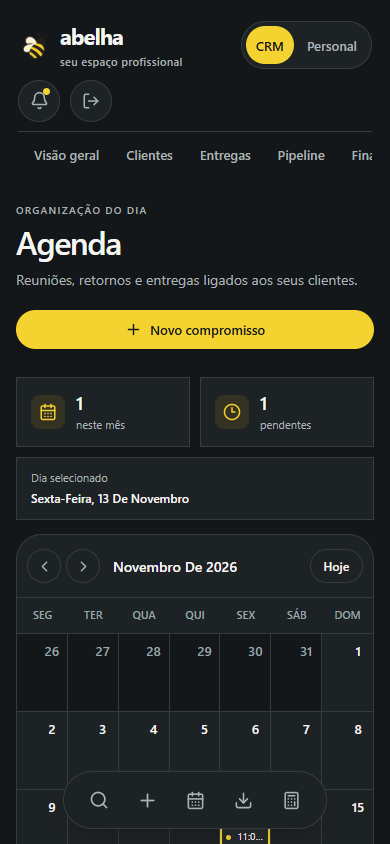 abelha
seu espaço profissional
CRM Personal
Visão geral Clientes Entregas Pipeline
ORGANIZAÇÃO DO DIA
Agenda
Reuniões, retornos e entregas ligados aos seus clientes.
+ Novo compromisso
1
neste mês
1
pendentes
Dia selecionado
Sexta-Feira, 13 De Novembro
Novembro De 2026
Hoje
SEG TER QUA QUI SEX SÁB DOM
26 27 28 29 30 31 1
2 3 4 5 6 7 8
9 15
11:0...